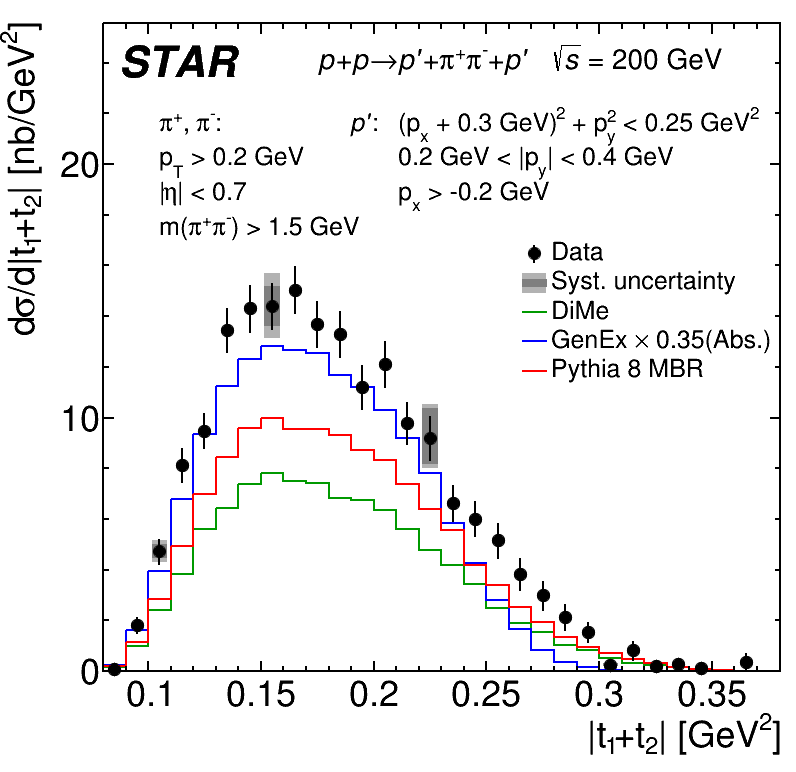 STAR p+p→p′+π⁺π⁻+p′ √s = 200 GeV
π⁺, π⁻: p′: (pₓ + 0.3 GeV)² + p_y² < 0.25 GeV²
p_T > 0.2 GeV 0.2 GeV < |p_y| < 0.4 GeV
|η| < 0.7 pₓ > -0.2 GeV
m(π⁺π⁻) > 1.5 GeV
Data
Syst. uncertainty
DiMe
GenEx × 0.35(Abs.)
Pythia 8 MBR
dσ/d|t₁+t₂| [nb/GeV²]
20
10
0
0.1 0.15 0.2 0.25 0.3 0.35
|t₁+t₂| [GeV²]